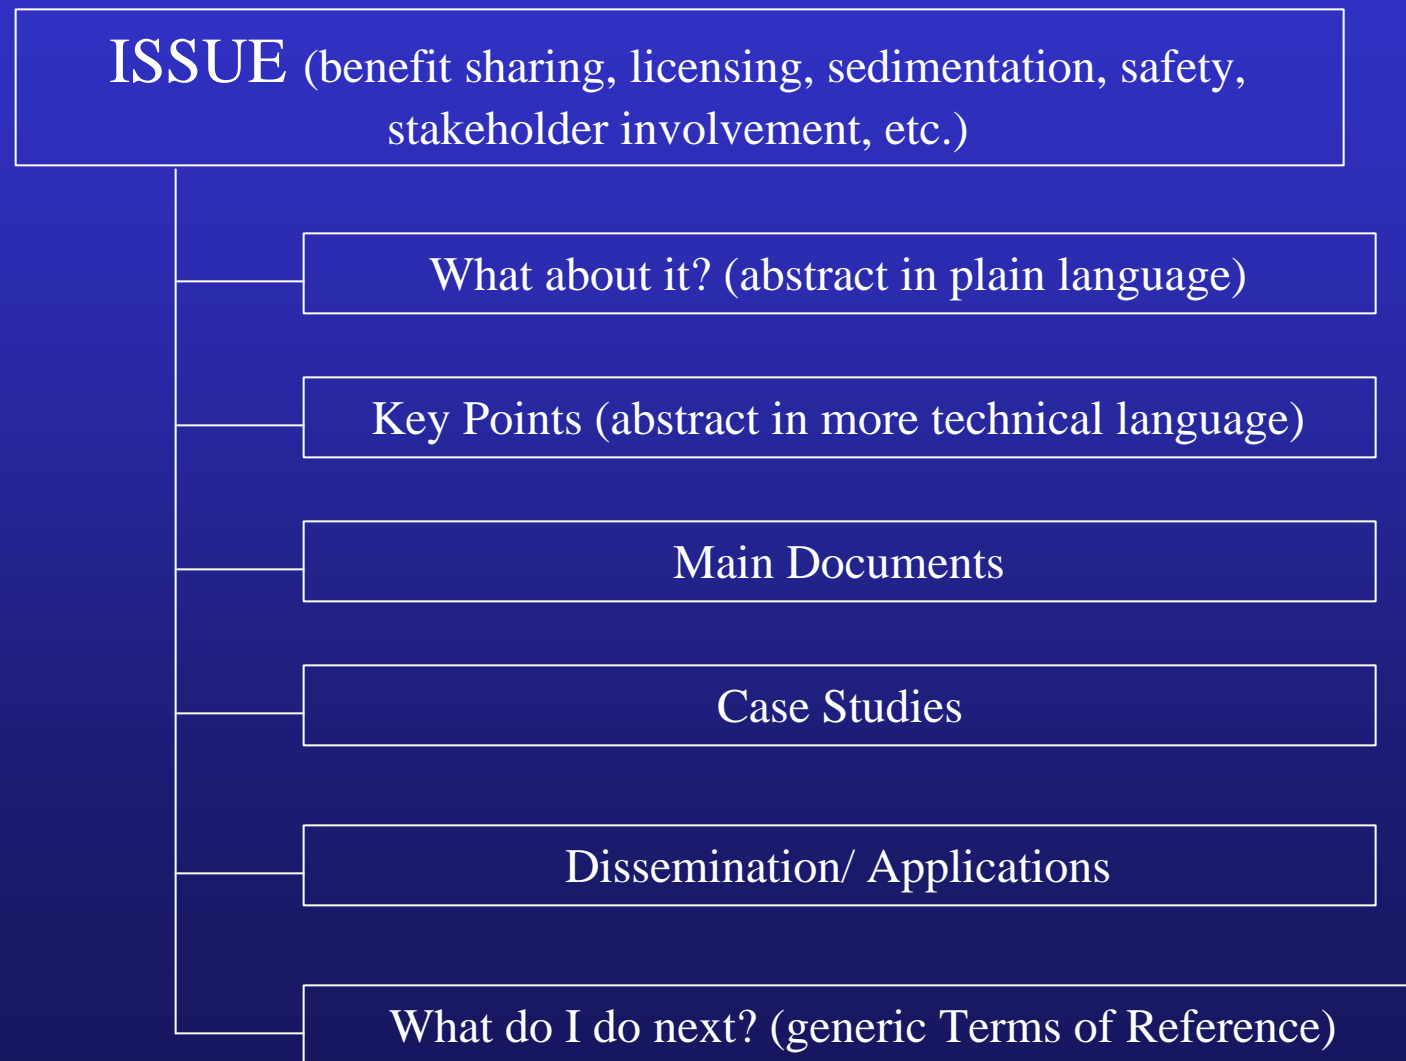 ISSUE (benefit sharing, licensing, sedimentation, safety,
stakeholder involvement, etc.)
What about it? (abstract in plain language)
Key Points (abstract in more technical language)
Main Documents
Case Studies
Dissemination/ Applications
What do I do next? (generic Terms of Reference)